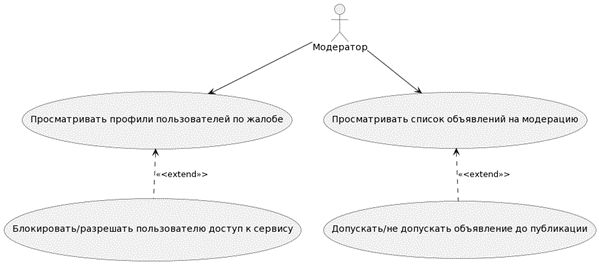 Модератор
Просматривать профили пользователей по жалобе
Просматривать список объявлений на модерацию
«<extend>>
«<extend>>
Блокировать/разрешать пользователю доступ к сервису
Допускать/не допускать объявление до публикации